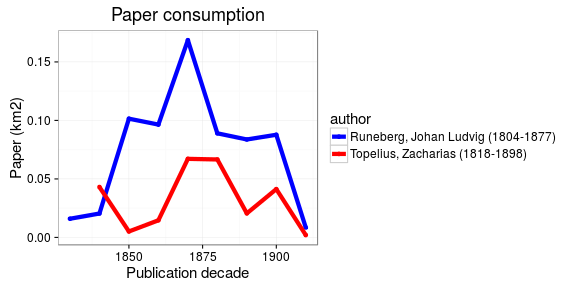 Paper consumption
Paper (km2)
0.15
0.10
0.05
0.00
1850 1875 1900
Publication decade
author
Runeberg, Johan Ludvig (1804-1877)
Topelius, Zacharias (1818-1898)